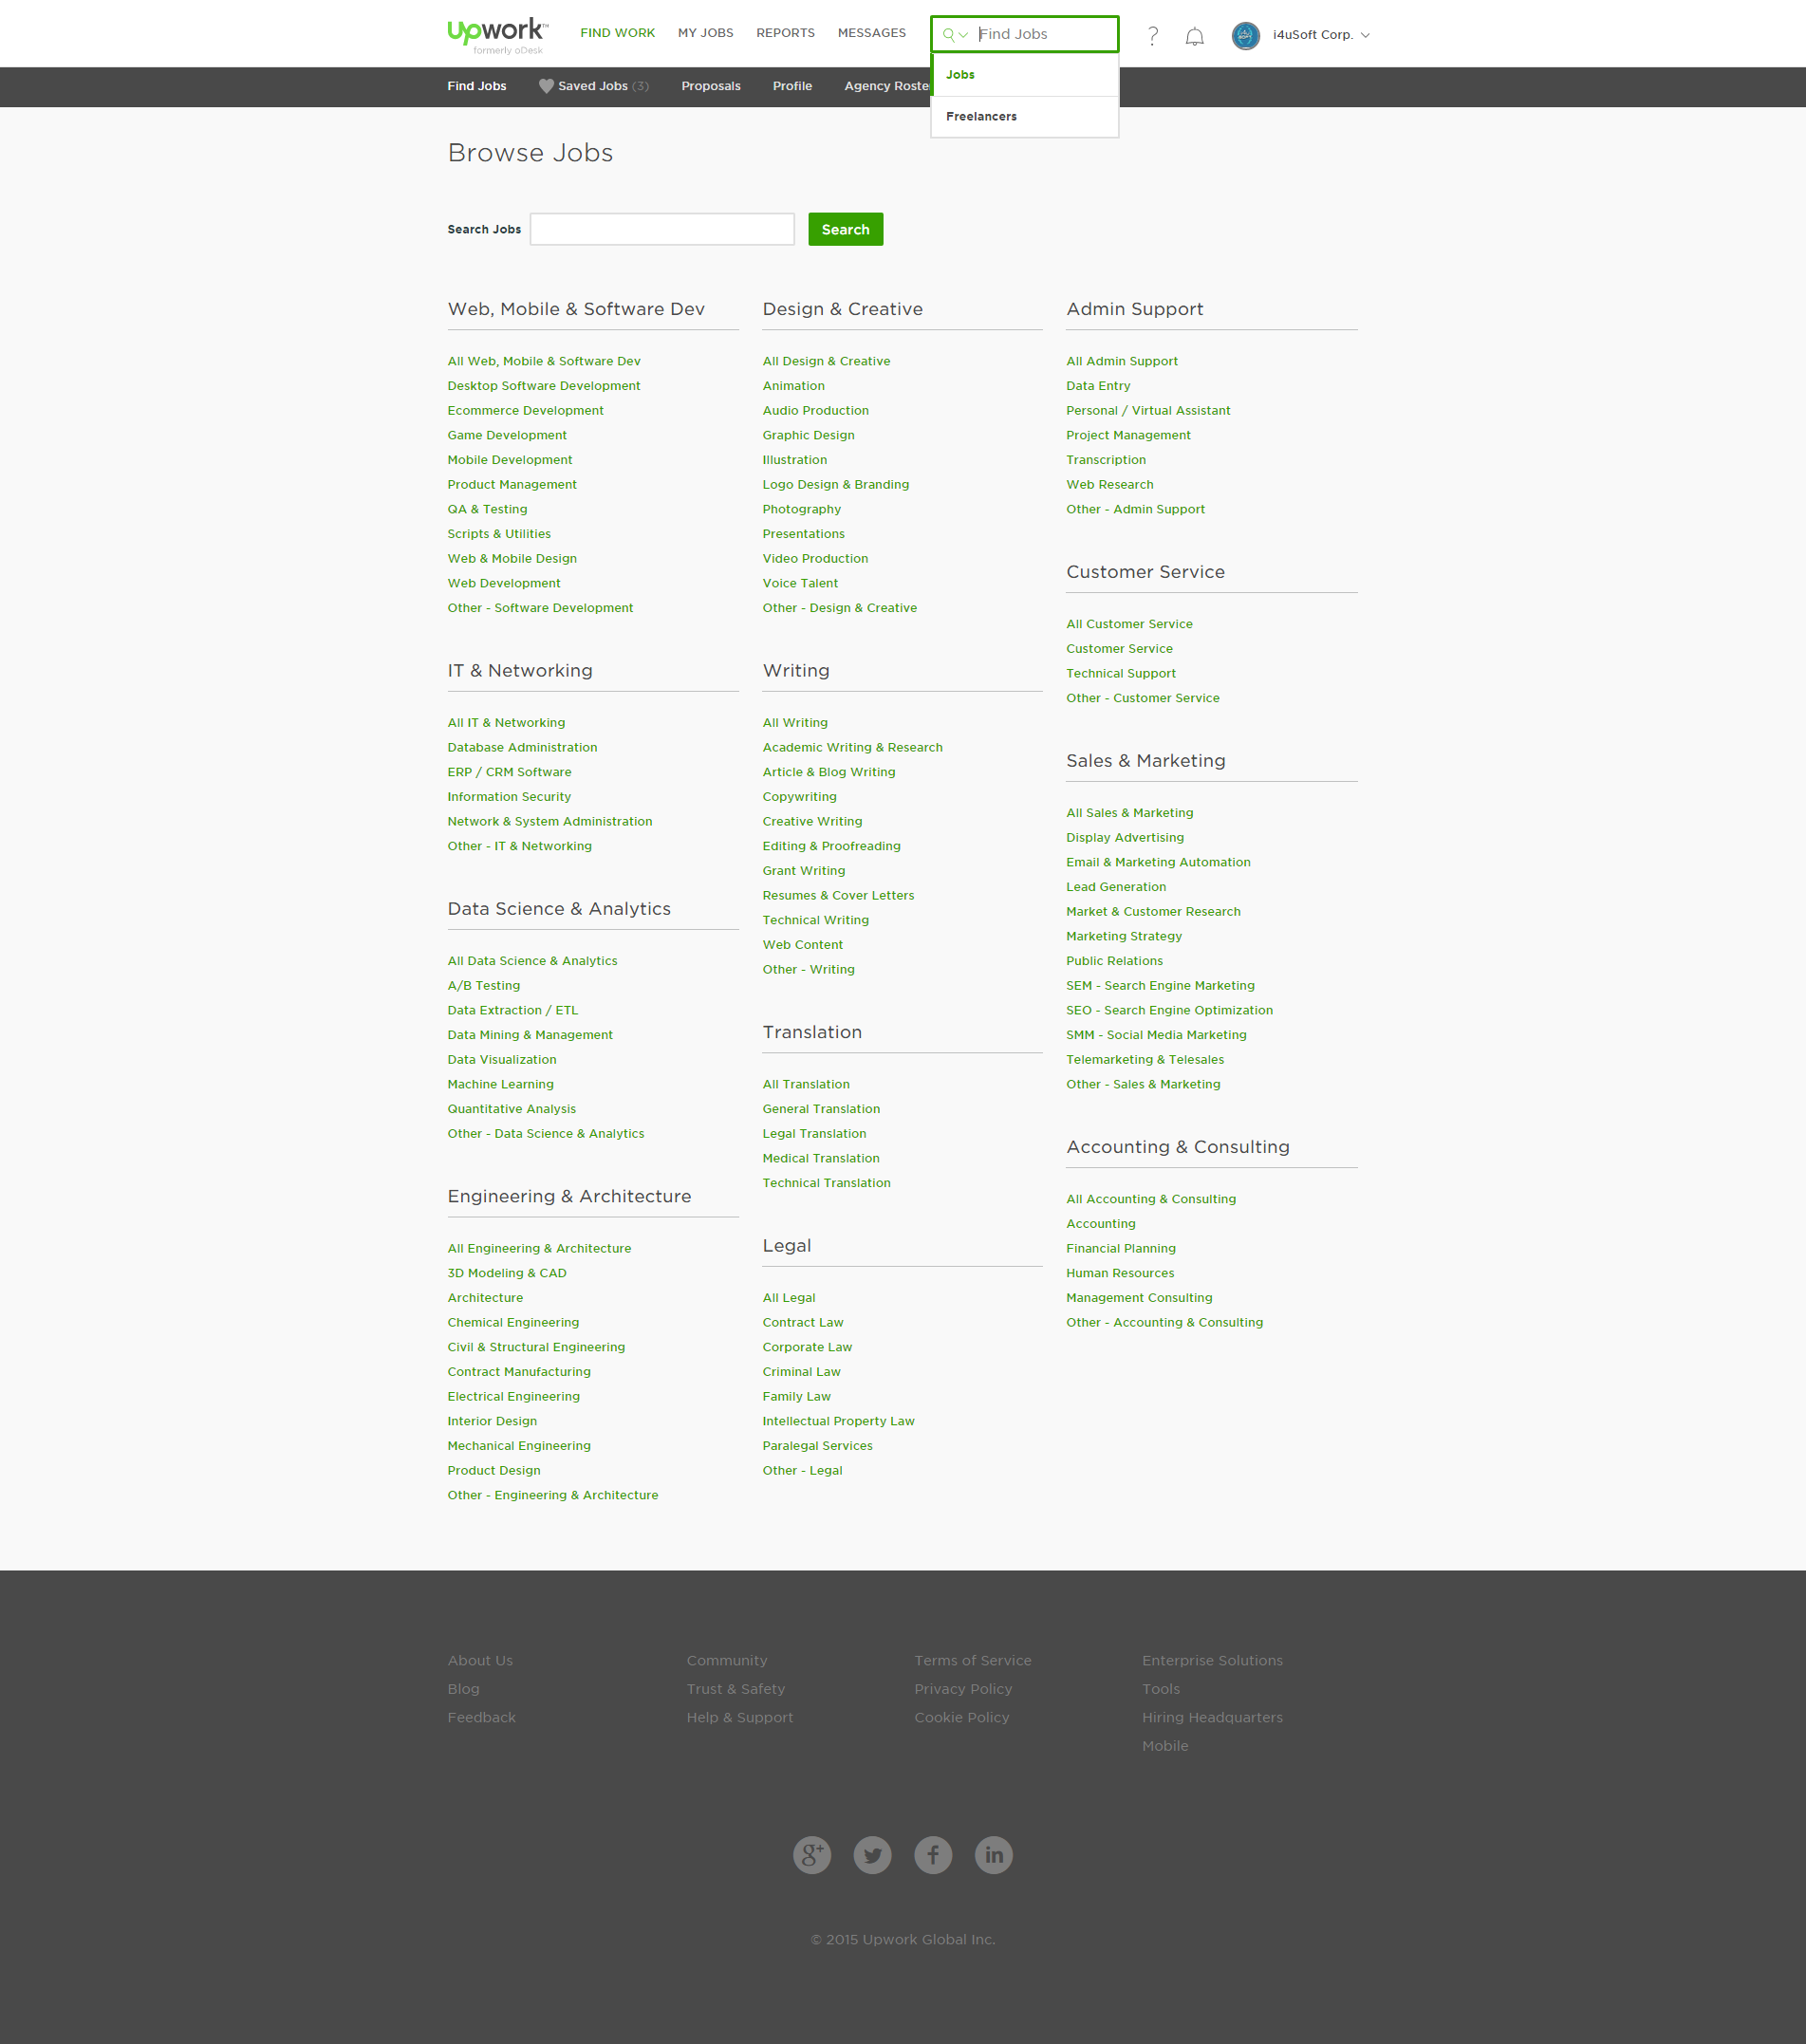 upwork™
formerly oDesk
FIND WORK MY JOBS REPORTS MESSAGES
Find Jobs
? i4uSoft Corp.
Jobs
Freelancers
Find Jobs Saved Jobs (3) Proposals Profile Agency Roste
Browse Jobs
Search Jobs Search
Web, Mobile & Software Dev
All Web, Mobile & Software Dev
Desktop Software Development
Ecommerce Development
Game Development
Mobile Development
Product Management
QA & Testing
Scripts & Utilities
Web & Mobile Design
Web Development
Other - Software Development
IT & Networking
All IT & Networking
Database Administration
ERP / CRM Software
Information Security
Network & System Administration
Other - IT & Networking
Data Science & Analytics
All Data Science & Analytics
A/B Testing
Data Extraction / ETL
Data Mining & Management
Data Visualization
Machine Learning
Quantitative Analysis
Other - Data Science & Analytics
Engineering & Architecture
All Engineering & Architecture
3D Modeling & CAD
Architecture
Chemical Engineering
Civil & Structural Engineering
Contract Manufacturing
Electrical Engineering
Interior Design
Mechanical Engineering
Product Design
Other - Engineering & Architecture
Design & Creative
All Design & Creative
Animation
Audio Production
Graphic Design
Illustration
Logo Design & Branding
Photography
Presentations
Video Production
Voice Talent
Other - Design & Creative
Writing
All Writing
Academic Writing & Research
Article & Blog Writing
Copywriting
Creative Writing
Editing & Proofreading
Grant Writing
Resumes & Cover Letters
Technical Writing
Web Content
Other - Writing
Translation
All Translation
General Translation
Legal Translation
Medical Translation
Technical Translation
Legal
All Legal
Contract Law
Corporate Law
Criminal Law
Family Law
Intellectual Property Law
Paralegal Services
Other - Legal
Admin Support
All Admin Support
Data Entry
Personal / Virtual Assistant
Project Management
Transcription
Web Research
Other - Admin Support
Customer Service
All Customer Service
Customer Service
Technical Support
Other - Customer Service
Sales & Marketing
All Sales & Marketing
Display Advertising
Email & Marketing Automation
Lead Generation
Market & Customer Research
Marketing Strategy
Public Relations
SEM - Search Engine Marketing
SEO - Search Engine Optimization
SMM - Social Media Marketing
Telemarketing & Telesales
Other - Sales & Marketing
Accounting & Consulting
All Accounting & Consulting
Accounting
Financial Planning
Human Resources
Management Consulting
Other - Accounting & Consulting
About Us
Blog
Feedback
Community
Trust & Safety
Help & Support
Terms of Service
Privacy Policy
Cookie Policy
Enterprise Solutions
Tools
Hiring Headquarters
Mobile
g+ f in
© 2015 Upwork Global Inc.